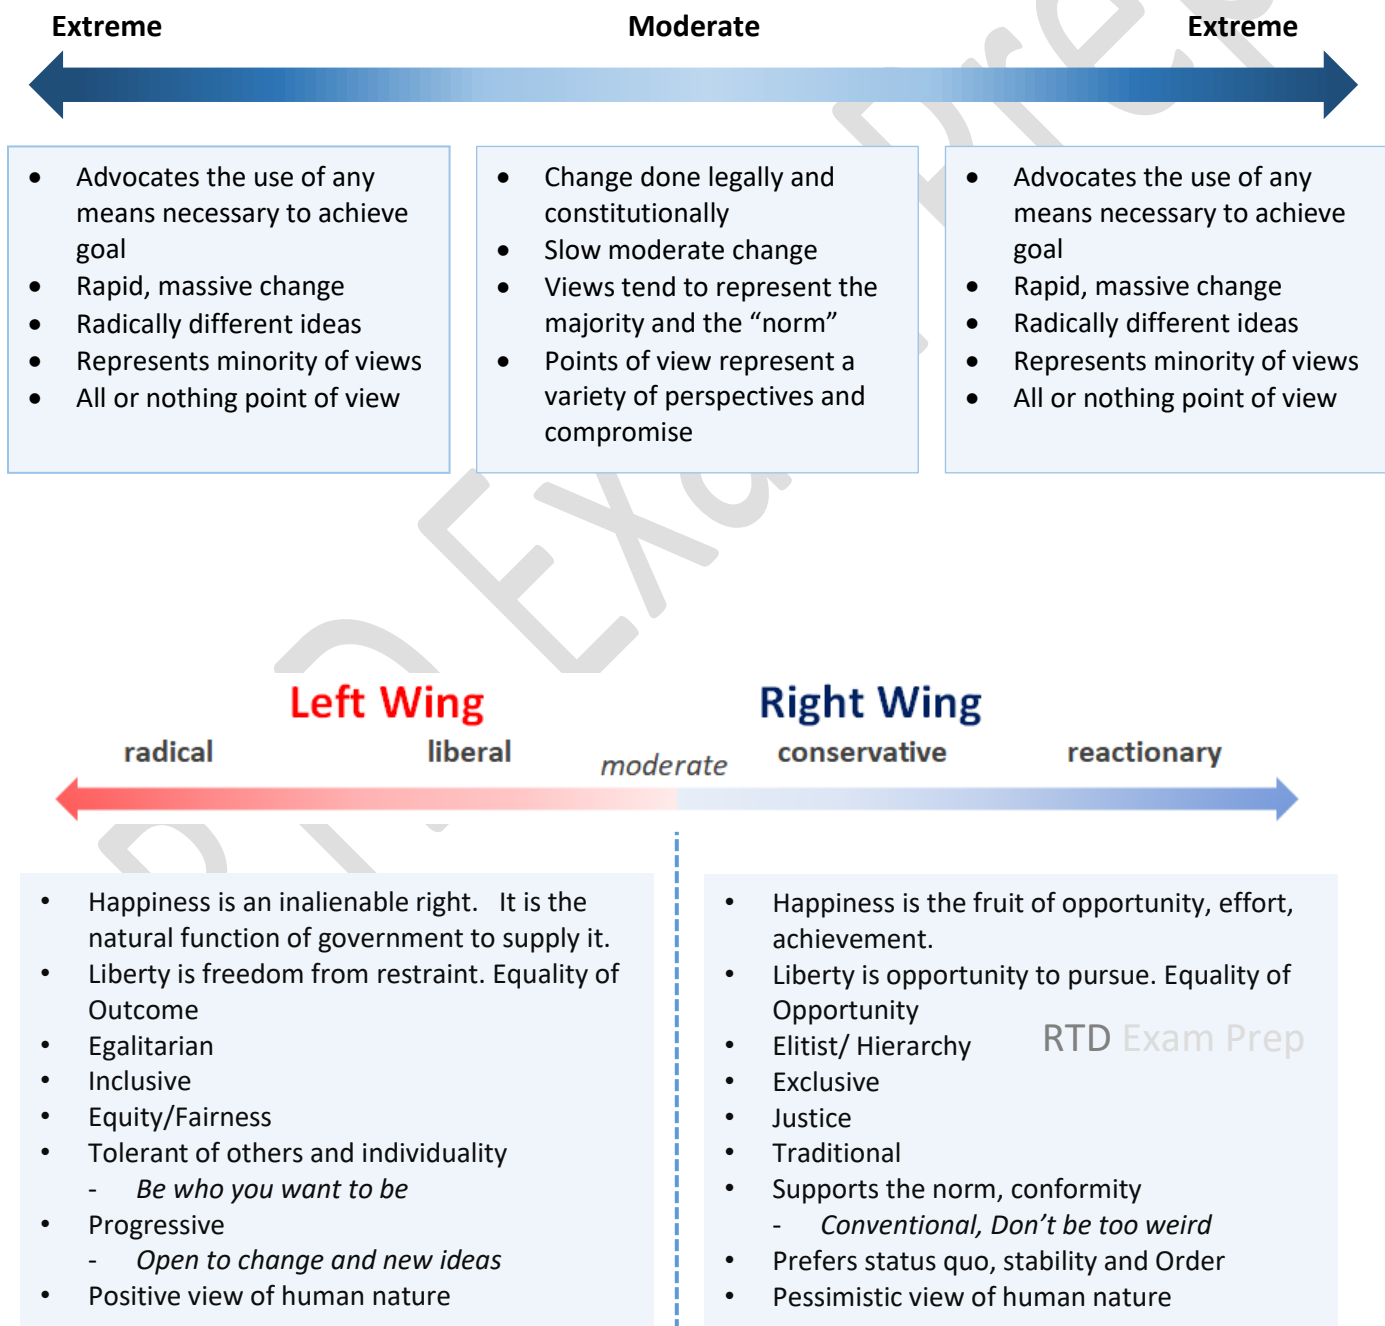 Extreme Moderate Extreme
• Advocates the use of any
means necessary to achieve
goal
• Rapid, massive change
• Radically different ideas
• Represents minority of views
• All or nothing point of view
• Change done legally and
constitutionally
• Slow moderate change
• Views tend to represent the
majority and the “norm”
• Points of view represent a
variety of perspectives and
compromise
• Advocates the use of any
means necessary to achieve
goal
• Rapid, massive change
• Radically different ideas
• Represents minority of views
• All or nothing point of view
Left Wing Right Wing
radical liberal moderate conservative reactionary
• Happiness is an inalienable right.   It is the
natural function of government to supply it.
• Liberty is freedom from restraint. Equality of
Outcome
• Egalitarian
• Inclusive
• Equity/Fairness
• Tolerant of others and individuality
- Be who you want to be
• Progressive
- Open to change and new ideas
• Positive view of human nature
• Happiness is the fruit of opportunity, effort,
achievement.
• Liberty is opportunity to pursue. Equality of
Opportunity
• Elitist/ Hierarchy
• Exclusive
• Justice
• Traditional
• Supports the norm, conformity
- Conventional, Don’t be too weird
• Prefers status quo, stability and Order
• Pessimistic view of human nature
RTD Exam Prep